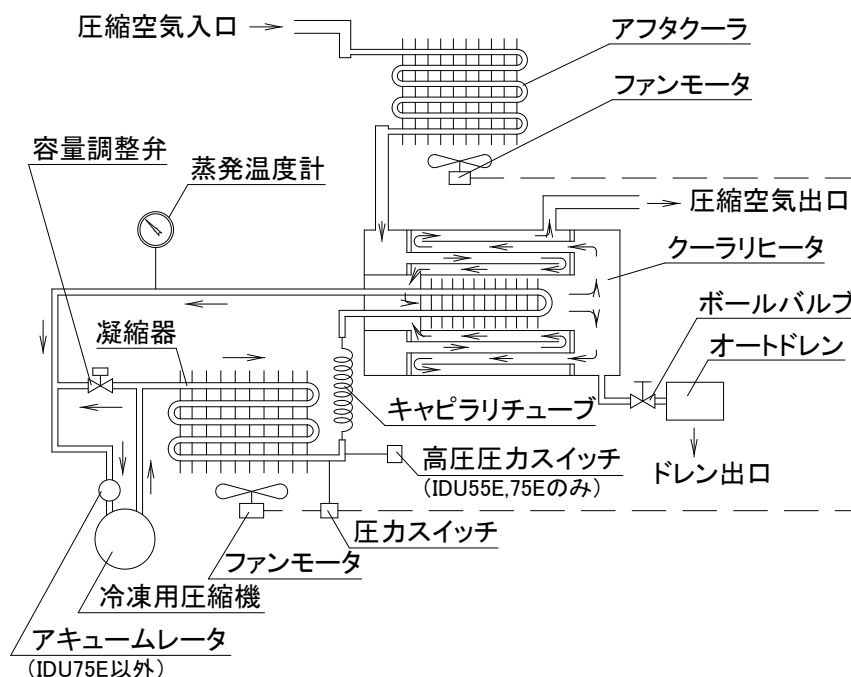 圧縮空気入口
アフタクーラ
ファンモータ
容量調整弁
蒸発温度計
圧縮空気出口
クーラリヒータ
ボールバルブ
凝縮器
オートドレン
キャピラリチューブ
高圧圧力スイッチ
(IDU55E,75Eのみ)
ドレン出口
圧力スイッチ
ファンモータ
冷凍用圧縮機
アキュームレータ
(IDU75E以外)